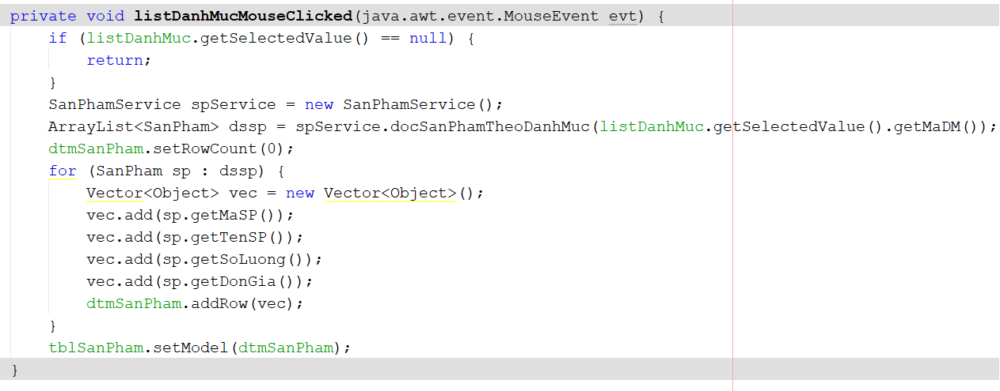 private void listDanhMucMouseClicked(java.awt.event.MouseEvent evt) {
    if (listDanhMuc.getSelectedValue() == null) {
        return;
    }
    SanPhamService spService = new SanPhamService();
    ArrayList<SanPham> dssp = spService.docSanPhamTheoDanhMuc(listDanhMuc.getSelectedValue().getMaDM());
    dtmSanPham.setRowCount(0);
    for (SanPham sp : dssp) {
        Vector<Object> vec = new Vector<Object>();
        vec.add(sp.getMaSP());
        vec.add(sp.getTenSP());
        vec.add(sp.getSoLuong());
        vec.add(sp.getDonGia());
        dtmSanPham.addRow(vec);
    }
    tblSanPham.setModel(dtmSanPham);
}